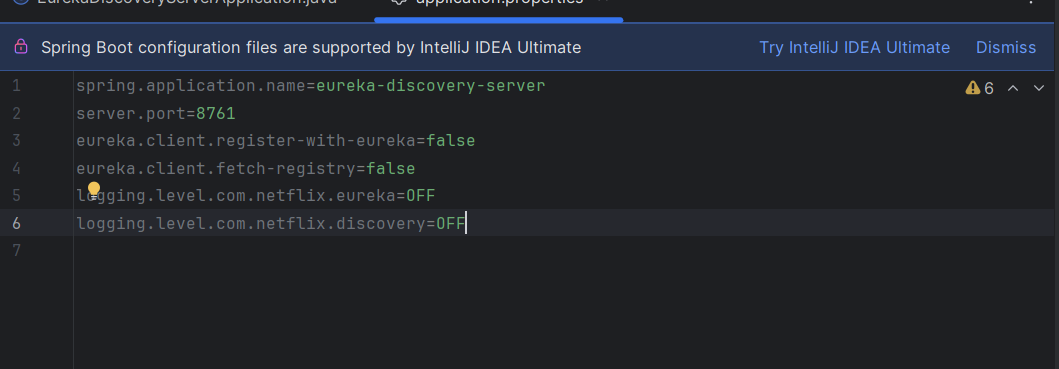 EurekaDiscoveryServerApplication.java application.properties
Spring Boot configuration files are supported by IntelliJ IDEA Ultimate Try IntelliJ IDEA Ultimate Dismiss
1 spring.application.name=eureka-discovery-server 6
2 server.port=8761
3 eureka.client.register-with-eureka=false
4 eureka.client.fetch-registry=false
5 logging.level.com.netflix.eureka=OFF
6 logging.level.com.netflix.discovery=OFF
7